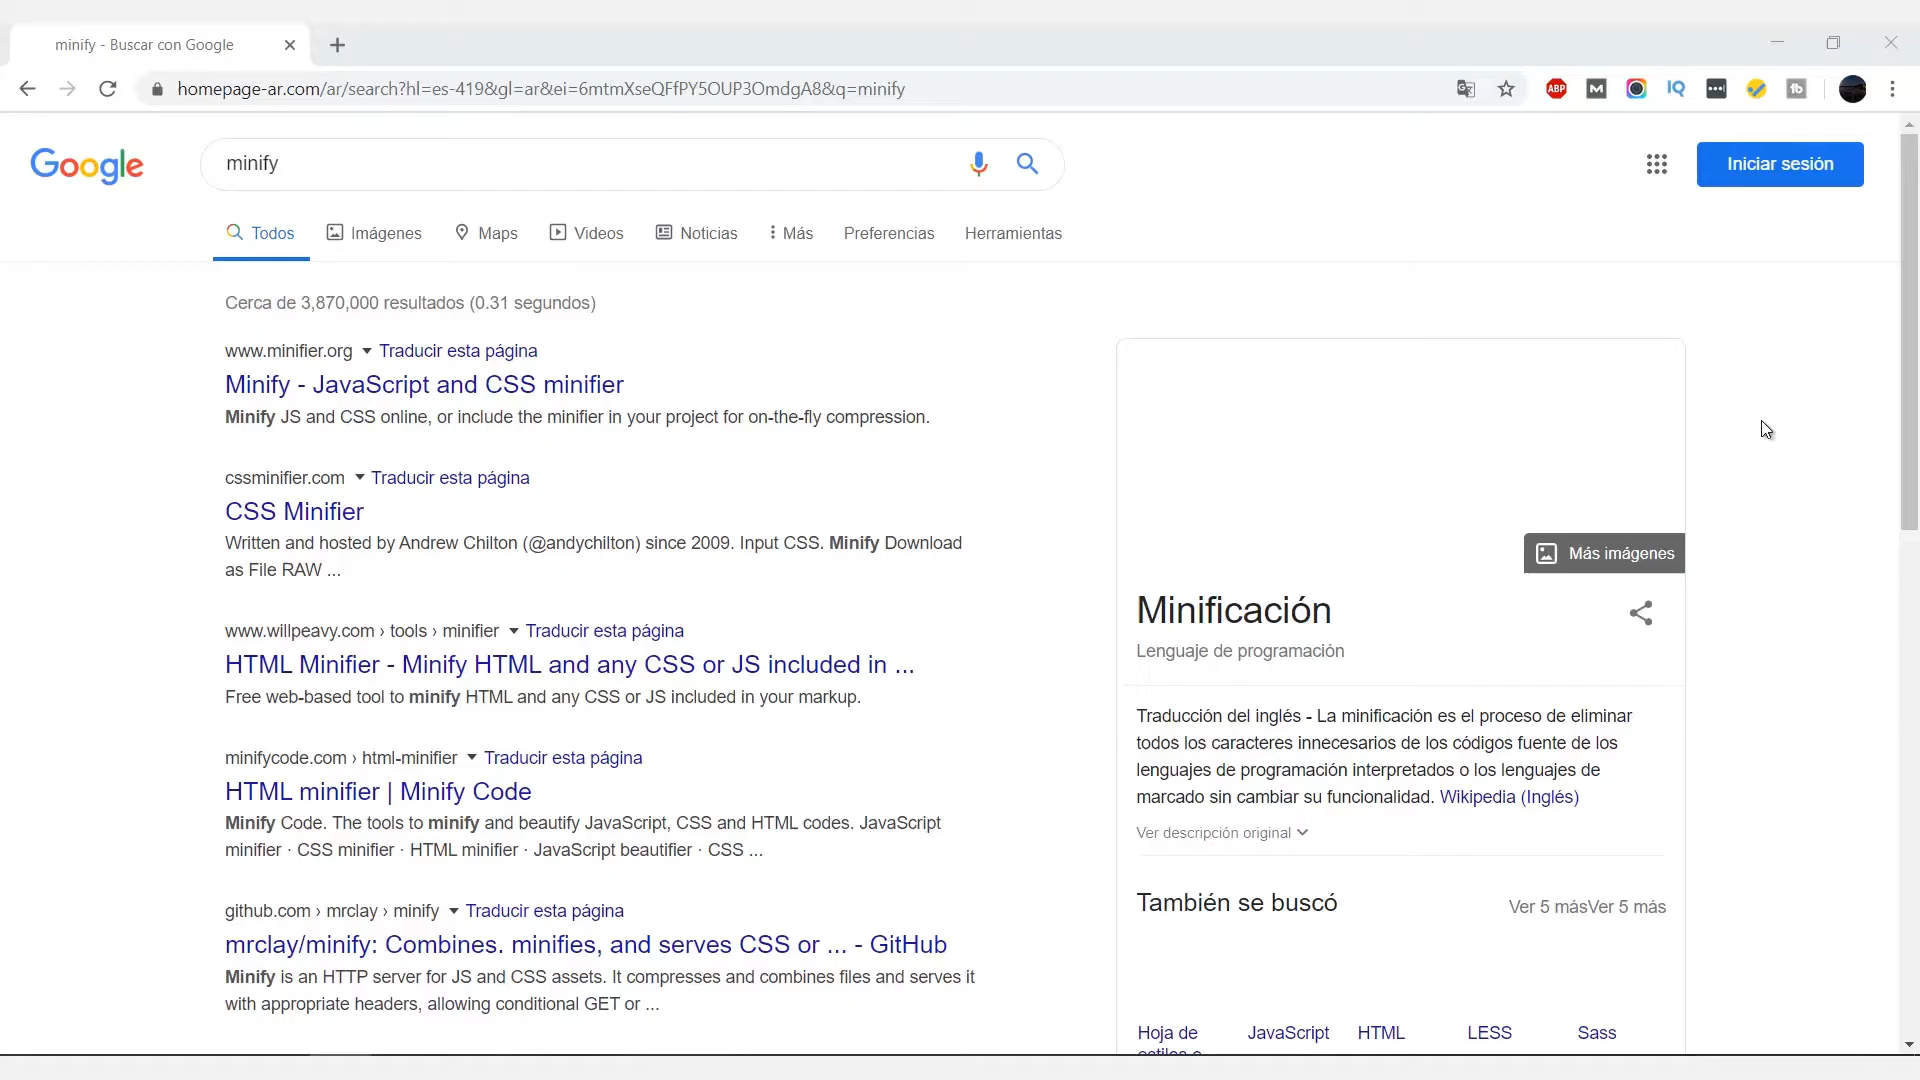 minify - Buscar con Google
homepage-ar.com/ar/search?hl=es-419&gl=ar&ei=6mtmXseQFfPY5OUP3OmdgA8&q=minify
ABP
M
IQ
tb
Google
minify
Iniciar sesión
Todos
Imágenes
Maps
Videos
Noticias
Más
Preferencias
Herramientas
Cerca de 3,870,000 resultados (0.31 segundos)
www.minifier.org Traducir esta página
Minify - JavaScript and CSS minifier
Minify JS and CSS online, or include the minifier in your project for on-the-fly compression.
cssminifier.com Traducir esta página
CSS Minifier
Written and hosted by Andrew Chilton (@andychilton) since 2009. Input CSS. Minify Download
as File RAW ...
www.willpeavy.com › tools › minifier Traducir esta página
HTML Minifier - Minify HTML and any CSS or JS included in ...
Free web-based tool to minify HTML and any CSS or JS included in your markup.
minifycode.com › html-minifier Traducir esta página
HTML minifier | Minify Code
Minify Code. The tools to minify and beautify JavaScript, CSS and HTML codes. JavaScript
minifier · CSS minifier · HTML minifier · JavaScript beautifier · CSS ...
github.com › mrclay › minify Traducir esta página
mrclay/minify: Combines. minifies, and serves CSS or ... - GitHub
Minify is an HTTP server for JS and CSS assets. It compresses and combines files and serves it
with appropriate headers, allowing conditional GET or ...
Más imágenes
Minificación
Lenguaje de programación
Traducción del inglés - La minificación es el proceso de eliminar
todos los caracteres innecesarios de los códigos fuente de los
lenguajes de programación interpretados o los lenguajes de
marcado sin cambiar su funcionalidad. Wikipedia (Inglés)
Ver descripción original
También se buscó
Ver 5 másVer 5 más
Hoja de
JavaScript
HTML
LESS
Sass